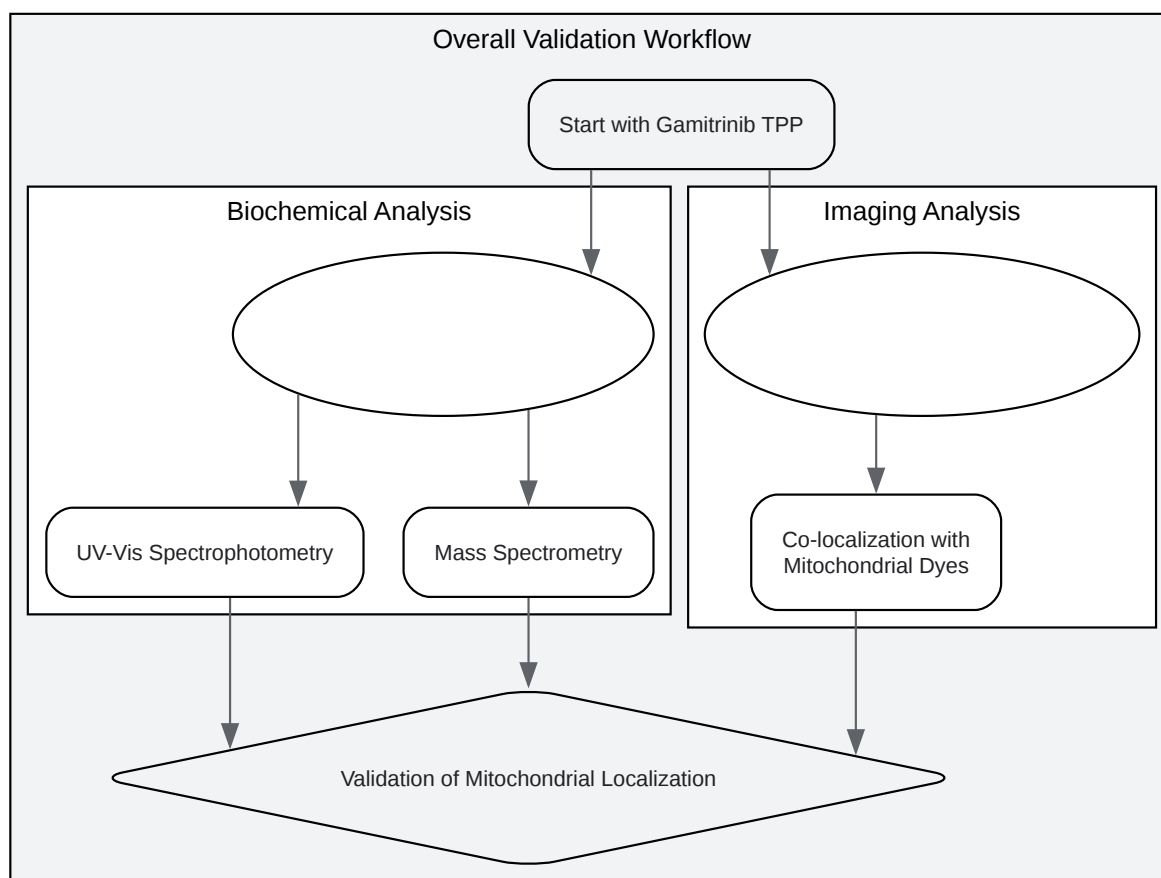 Overall Validation Workflow
Start with Gamitrinib TPP
Biochemical Analysis
Imaging Analysis
UV-Vis Spectrophotometry
Mass Spectrometry
Co-localization with
Mitochondrial Dyes
Validation of Mitochondrial Localization